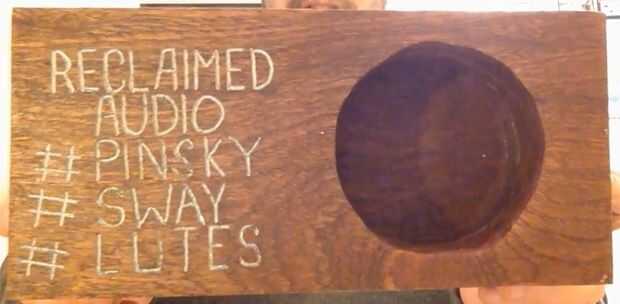 RECLAIMED
AUDIO
# PINSKY
# SWAY
# LUTES